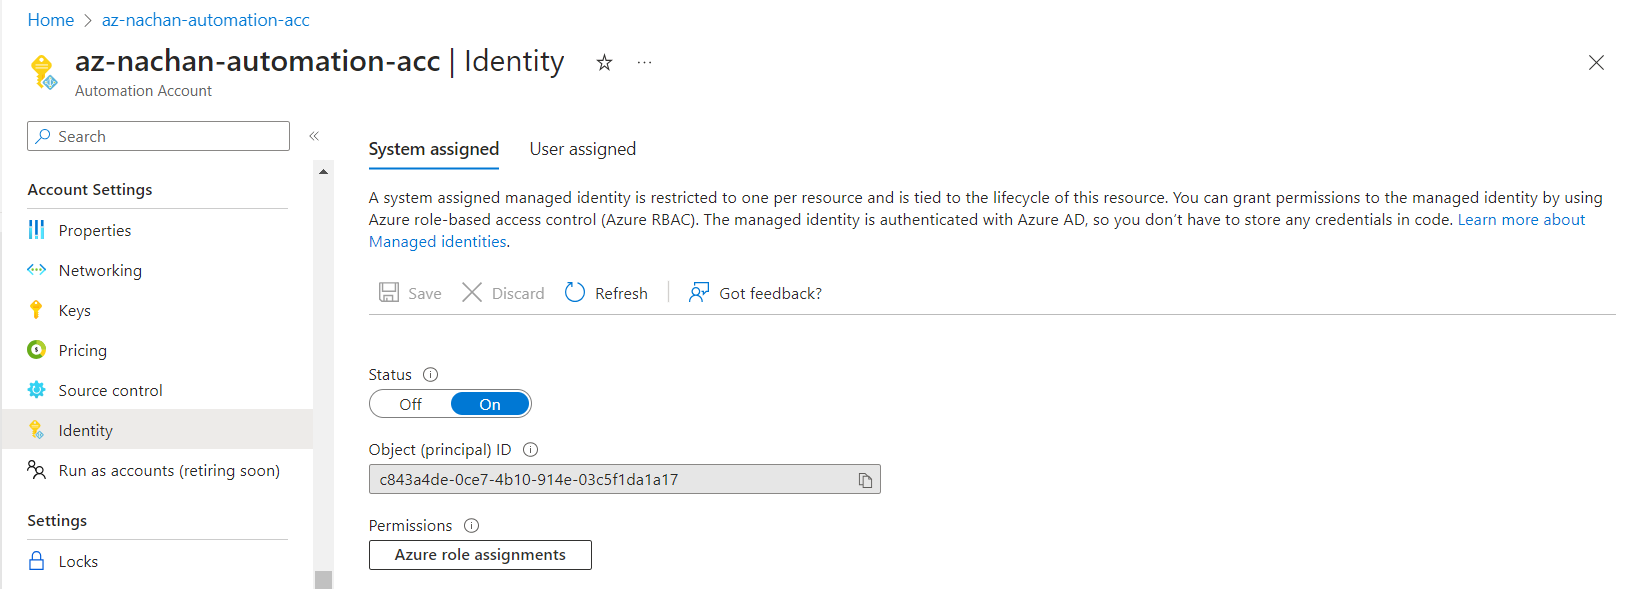 Home > az-nachan-automation-acc
az-nachan-automation-acc | Identity
Automation Account
Search
Account Settings
Properties
Networking
Keys
Pricing
Source control
Identity
Run as accounts (retiring soon)
Settings
Locks
System assigned User assigned
A system assigned managed identity is restricted to one per resource and is tied to the lifecycle of this resource. You can grant permissions to the managed identity by using
Azure role-based access control (Azure RBAC). The managed identity is authenticated with Azure AD, so you don’t have to store any credentials in code. Learn more about
Managed identities.
Save Discard Refresh Got feedback?
Status
Off On
Object (principal) ID
c843a4de-0ce7-4b10-914e-03c5f1da1a17
Permissions
Azure role assignments